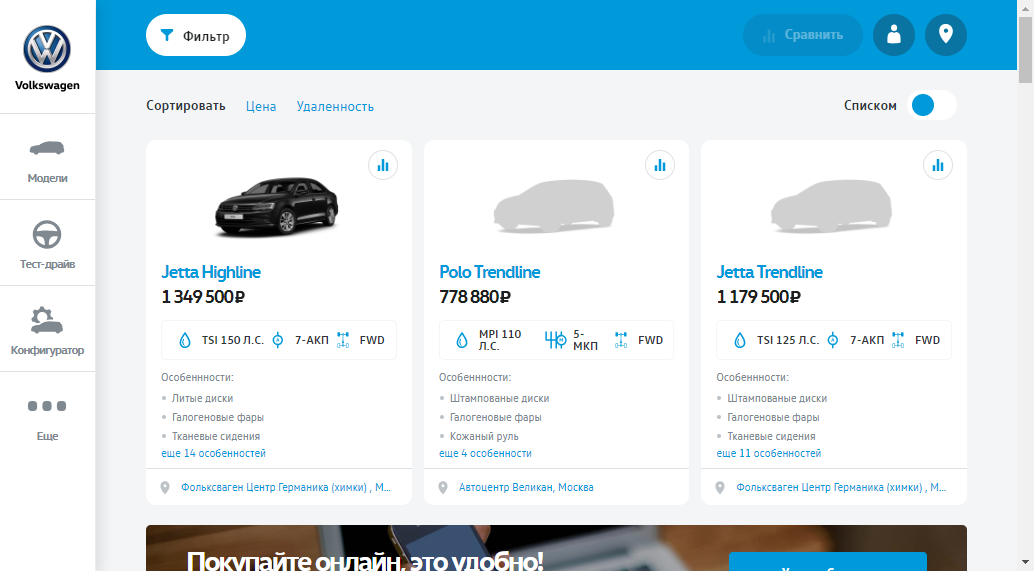 Фильтр
Сравнить
Volkswagen
Сортировать Цена Удаленность
Списком
Модели
Тест-драйв
Конфигуратор
Еще
Jetta Highline
1 349 500₽
TSI 150 Л.С. 7-АКП FWD
Особеннности:
Литые диски
Галогеновые фары
Тканевые сидения
еще 14 особенностей
Фольксваген Центр Германика (химки) , М...
Polo Trendline
778 880₽
MPI 110
Л.С.
5-
МКП
FWD
Особеннности:
Штампованые диски
Галогеновые фары
Кожаный руль
еще 4 особенности
Автоцентр Великан, Москва
Jetta Trendline
1 179 500₽
TSI 125 Л.С. 7-АКП FWD
Особеннности:
Штампованые диски
Галогеновые фары
Тканевые сидения
еще 11 особенностей
Фольксваген Центр Германика (химки) , М...
Покупайте онлайн, это удобно!